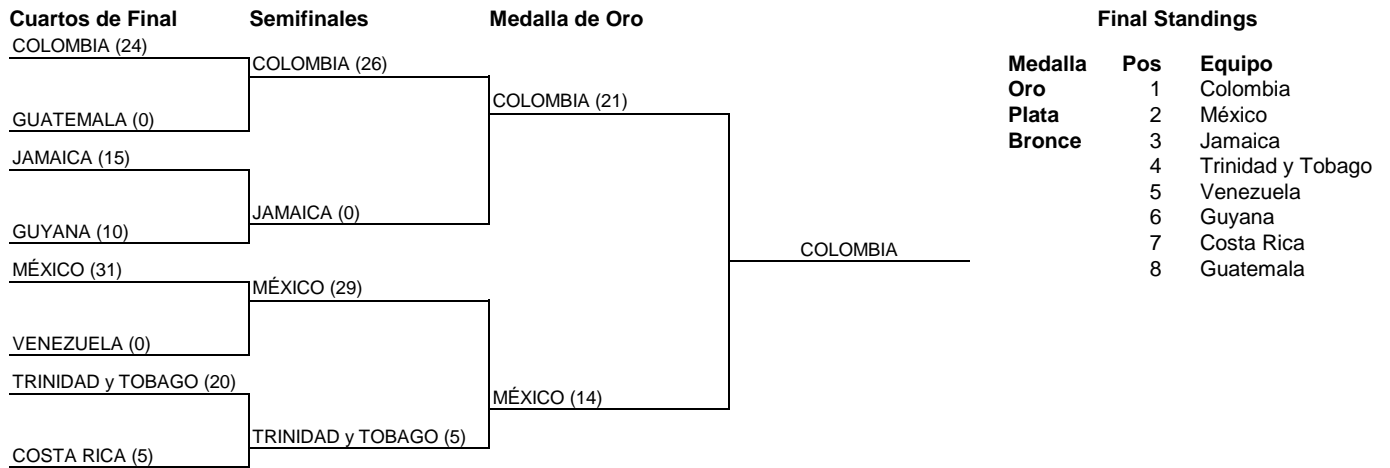 Cuartos de Final Semifinales Medalla de Oro Final Standings
COLOMBIA (24)
COLOMBIA (26)
COLOMBIA (21)
GUATEMALA (0)
JAMAICA (15)
JAMAICA (0)
GUYANA (10)
COLOMBIA
MÉXICO (31)
MÉXICO (29)
VENEZUELA (0)
TRINIDAD y TOBAGO (20)
MÉXICO (14)
TRINIDAD y TOBAGO (5)
COSTA RICA (5)
Medalla Pos Equipo
Oro 1 Colombia
Plata 2 México
Bronce 3 Jamaica
4 Trinidad y Tobago
5 Venezuela
6 Guyana
7 Costa Rica
8 Guatemala